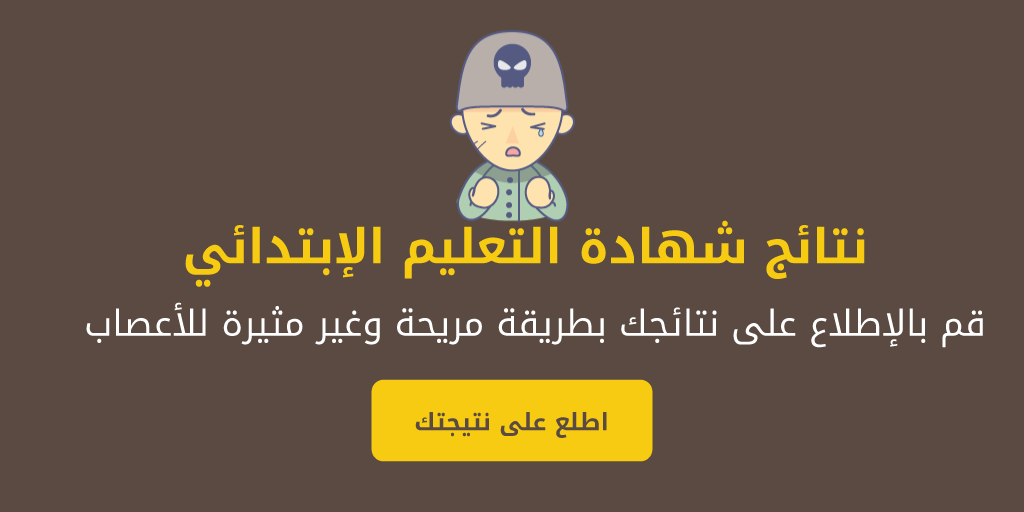 نتائج شهادة التعليم الإبتدائي
قم بالإطلاع على نتائجك بطريقة مريحة وغير مثيرة للأعصاب
اطلع على نتيجتك